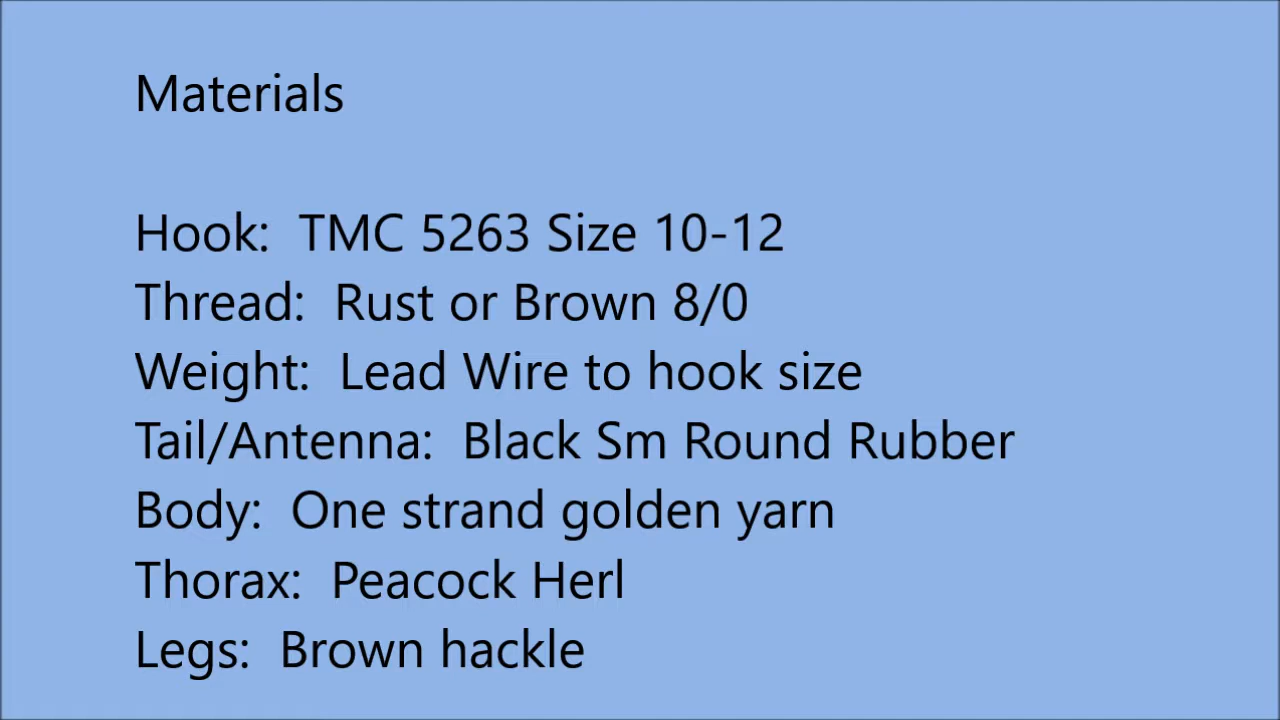 Materials
Hook:  TMC 5263 Size 10-12
Thread:  Rust or Brown 8/0
Weight:  Lead Wire to hook size
Tail/Antenna:  Black Sm Round Rubber
Body:  One strand golden yarn
Thorax:  Peacock Herl
Legs:  Brown hackle